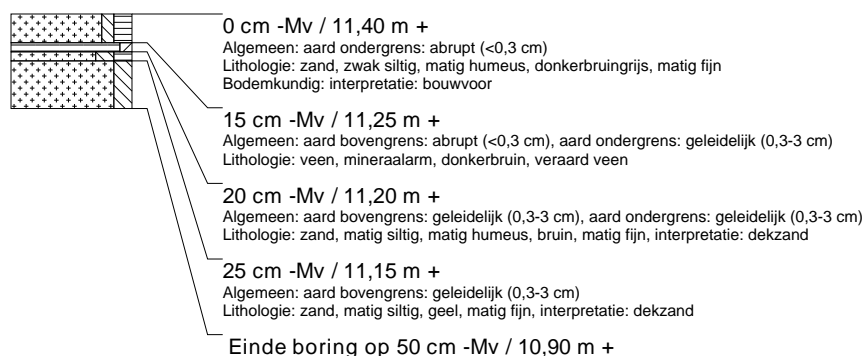 0 cm -Mv / 11,40 m +
Algemeen: aard ondergrens: abrupt (<0,3 cm)
Lithologie: zand, zwak siltig, matig humeus, donkerbruingrijs, matig fijn
Bodemkundig: interpretatie: bouwvoor
15 cm -Mv / 11,25 m +
Algemeen: aard bovengrens: abrupt (<0,3 cm), aard ondergrens: geleidelijk (0,3-3 cm)
Lithologie: veen, mineraalarm, donkerbruin, veraard veen
20 cm -Mv / 11,20 m +
Algemeen: aard bovengrens: geleidelijk (0,3-3 cm), aard ondergrens: geleidelijk (0,3-3 cm)
Lithologie: zand, matig siltig, matig humeus, bruin, matig fijn, interpretatie: dekzand
25 cm -Mv / 11,15 m +
Algemeen: aard bovengrens: geleidelijk (0,3-3 cm)
Lithologie: zand, matig siltig, geel, matig fijn, interpretatie: dekzand
Einde boring op 50 cm -Mv / 10,90 m +